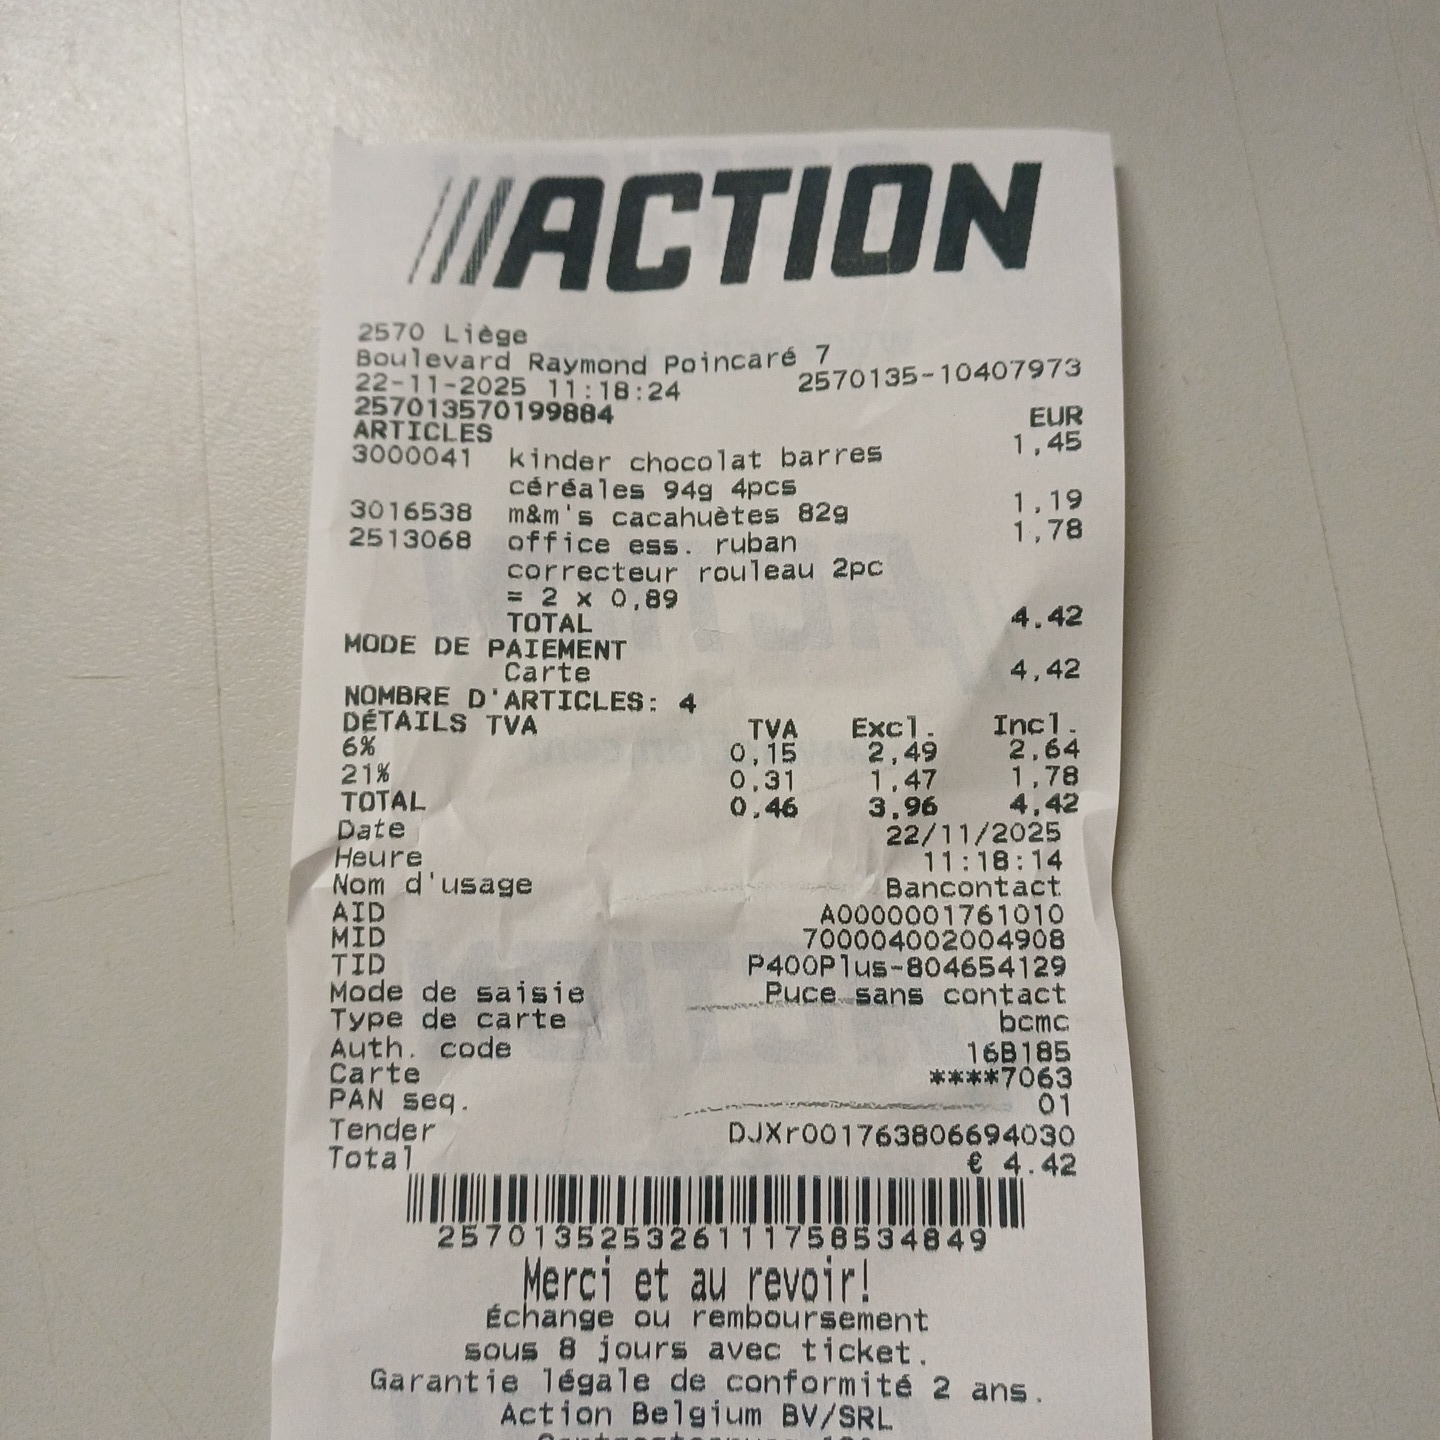 ///ACTION
2570 Liège
Boulevard Raymond Poincaré 7
22-11-2025 11:18:24 2570135-10407973
257013570199884
ARTICLES EUR
3000041 kinder chocolat barres 1,45
céréales 94g 4pcs
3016538 m&m's cacahuètes 82g 1,19
2513068 office ess. ruban 1,78
correcteur rouleau 2pc
= 2 x 0,89
TOTAL 4.42
MODE DE PAIEMENT
Carte 4,42
NOMBRE D'ARTICLES: 4
DÉTAILS TVA TVA Excl. Incl.
6% 0,15 2,49 2,64
21% 0,31 1,47 1,78
TOTAL 0,46 3,96 4,42
Date 22/11/2025
Heure 11:18:14
Nom d'usage Bancontact
AID A0000001761010
MID 700004002004908
TID P400Plus-804654129
Mode de saisie Puce sans contact
Type de carte bcmc
Auth. code 16B185
Carte ****7063
PAN seq. 01
Tender DJXr001763806694030
Total € 4.42
257013525326111758534849
Merci et au revoir!
Échange ou remboursement
sous 8 jours avec ticket.
Garantie légale de conformité 2 ans.
Action Belgium BV/SRL